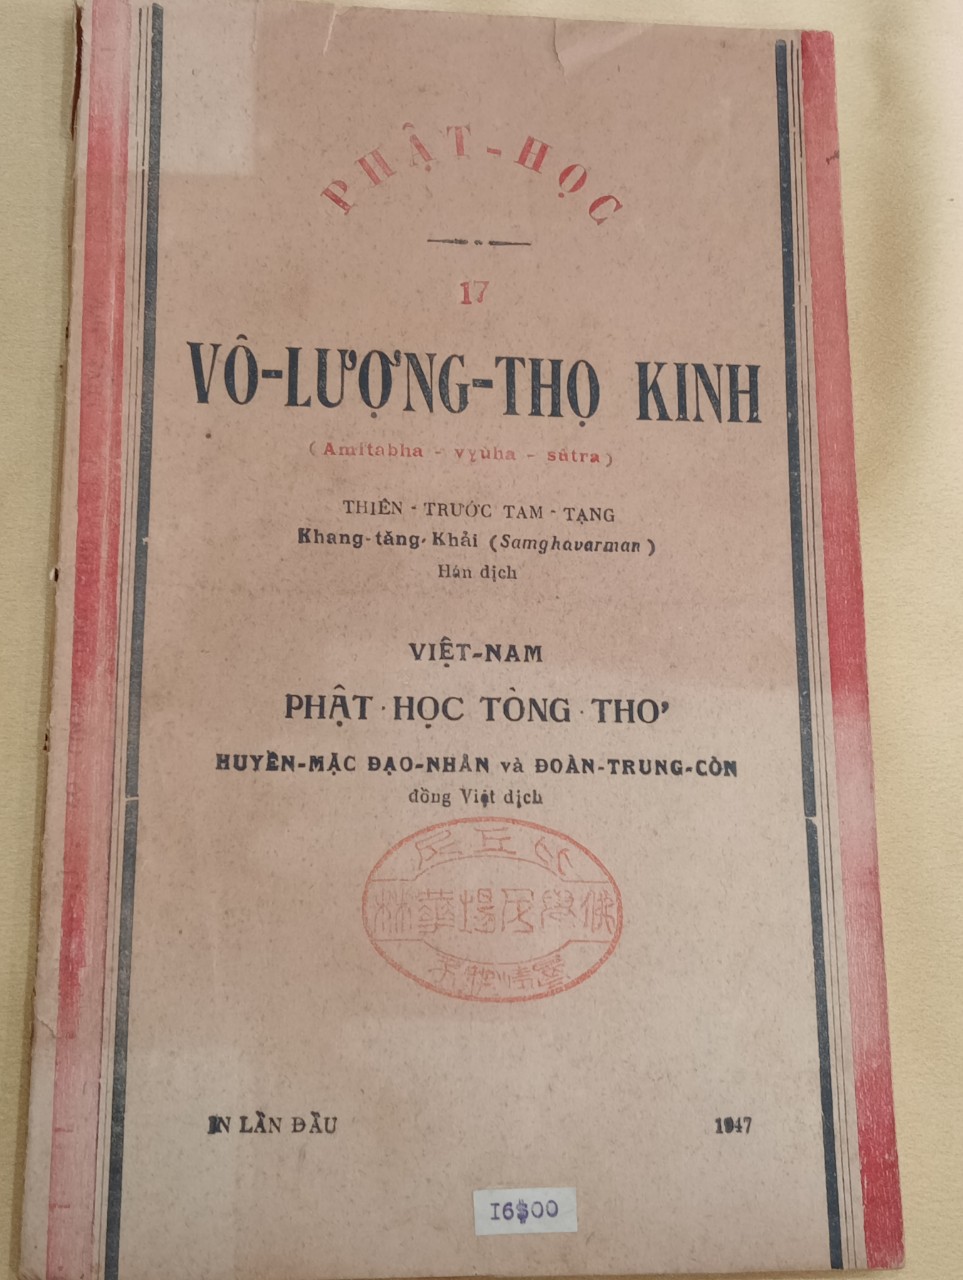 PHẬT-HỌC
17
VÔ-LƯỢNG-THỌ KINH
(Amitabha - vyùha - sûtra)
THIÊN - TRƯỚC TAM - TẠNG
Khang-tăng-Khải (Samghavarman)
Hán dịch
VIỆT-NAM
PHẬT · HỌC TÒNG · THƠ
HUYỀN-MẶC ĐẠO-NHÂN và ĐOÀN-TRUNG-CÒN
đồng Việt dịch
IN LẦN ĐẦU
1947
16$00